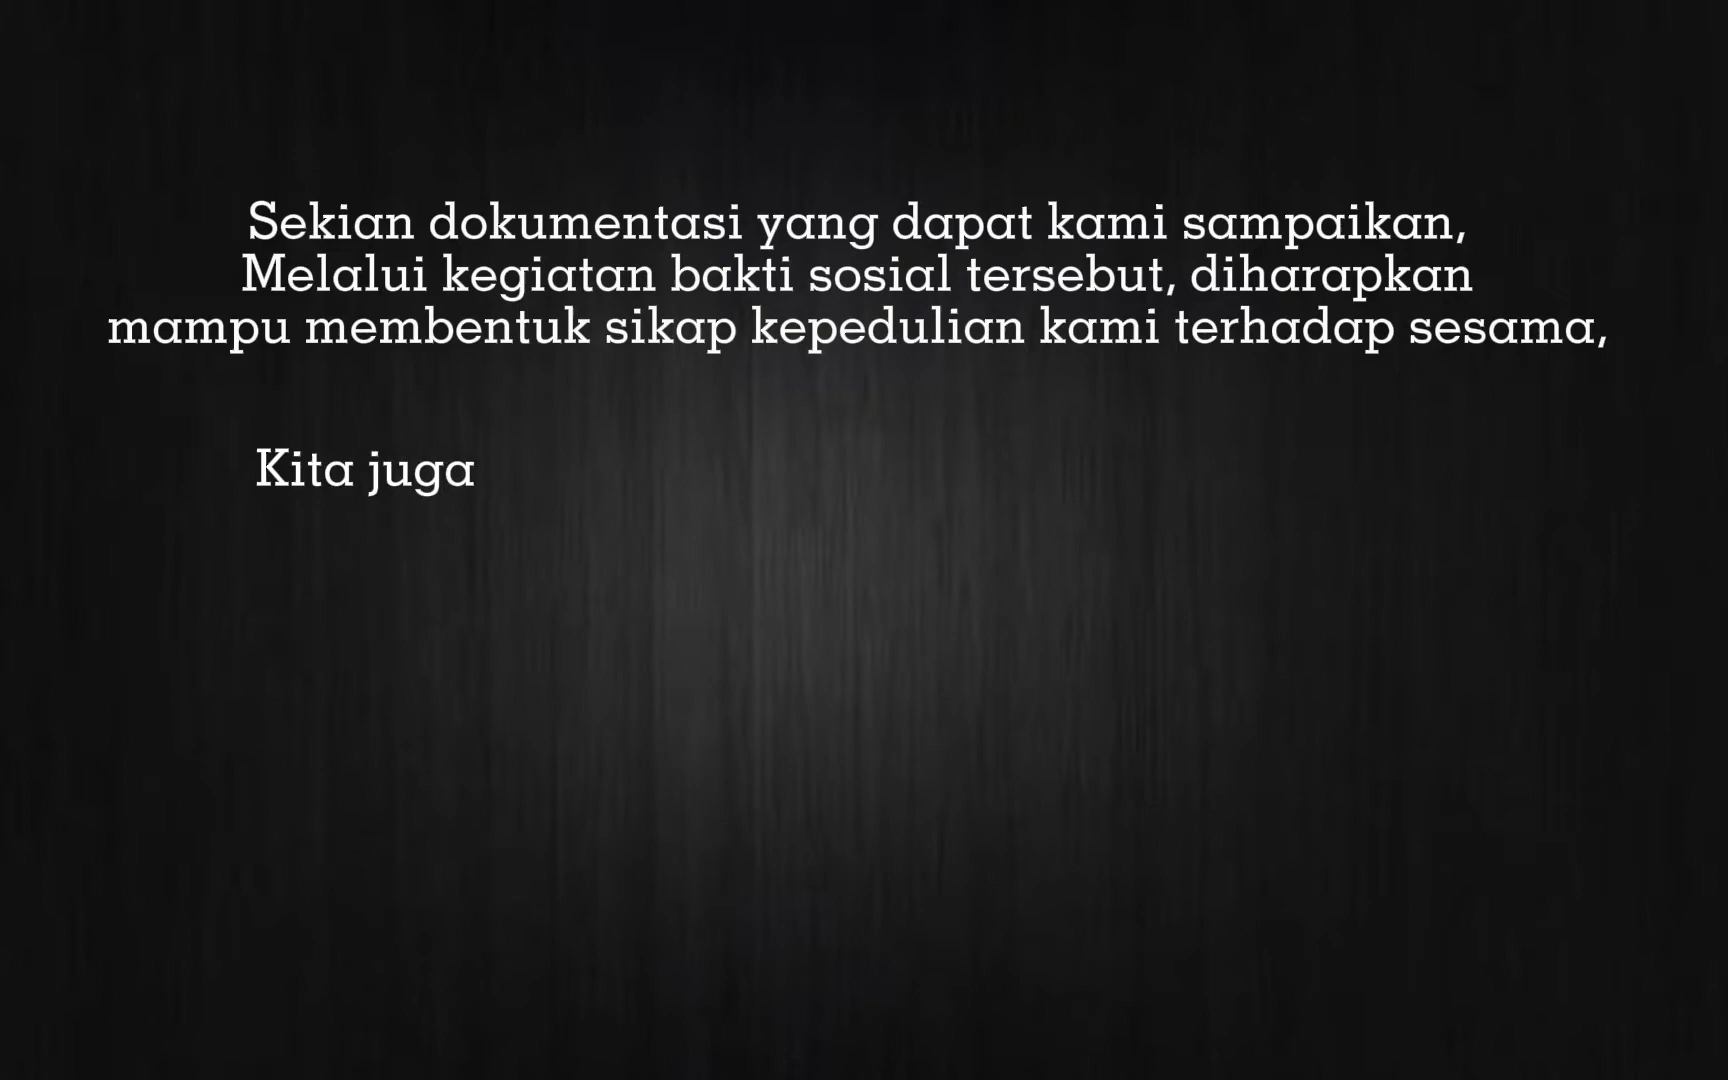 Sekian dokumentasi yang dapat kami sampaikan,
Melalui kegiatan bakti sosial tersebut, diharapkan
mampu membentuk sikap kepedulian kami terhadap sesama,
Kita juga